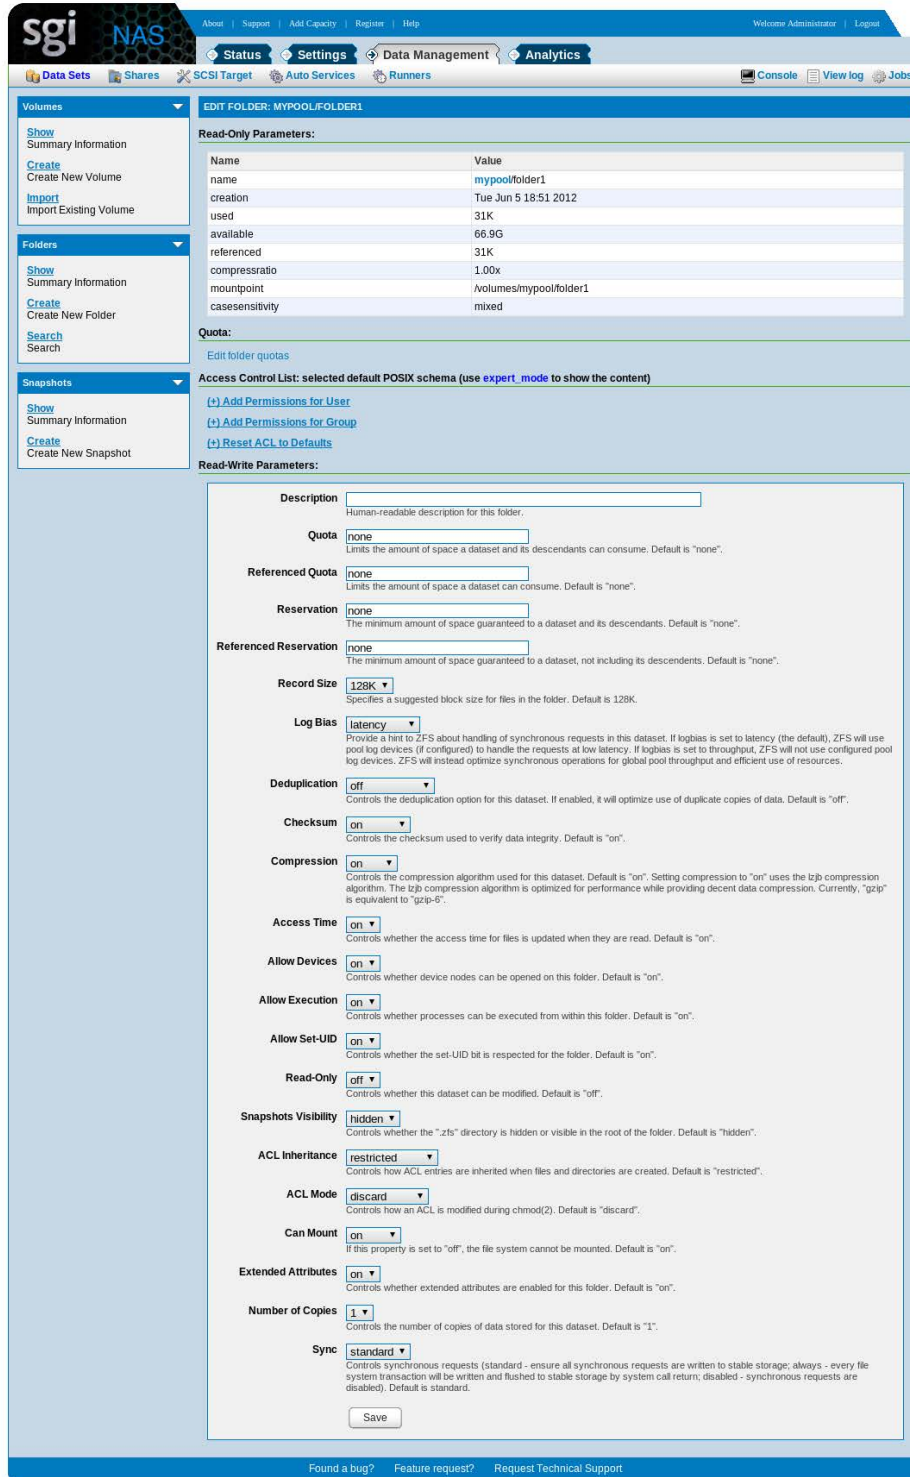 sgi NAS
About | Support | Add Capacity | Register | Help
Welcome Administrator | Logout
Status
Settings
Data Management
Analytics
Data Sets
Shares
SCSI Target
Auto Services
Runners
Console
View log
Jobs
Volumes
Show
Summary Information
Create
Create New Volume
Import
Import Existing Volume
Folders
Show
Summary Information
Create
Create New Folder
Search
Search
Snapshots
Show
Summary Information
Create
Create New Snapshot
EDIT FOLDER: MYPOOL/FOLDER1
Read-Only Parameters:
Name Value
name mypool/folder1
creation Tue Jun 5 18:51 2012
used 31K
available 66.9G
referenced 31K
compressratio 1.00x
mountpoint /volumes/mypool/folder1
casesensitivity mixed
Quota:
Edit folder quotas
Access Control List: selected default POSIX schema (use expert_mode to show the content)
(+) Add Permissions for User
(+) Add Permissions for Group
(+) Reset ACL to Defaults
Read-Write Parameters:
Description
Human-readable description for this folder.
Quota none
Limits the amount of space a dataset and its descendants can consume. Default is "none".
Referenced Quota none
Limits the amount of space a dataset can consume. Default is "none".
Reservation none
The minimum amount of space guaranteed to a dataset and its descendants. Default is "none".
Referenced Reservation none
The minimum amount of space guaranteed to a dataset, not including its descendents. Default is "none".
Record Size 128K
Specifies a suggested block size for files in the folder. Default is 128K.
Log Bias latency
Provide a hint to ZFS about handling of synchronous requests in this dataset. If logbias is set to latency (the default), ZFS will use
pool log devices (if configured) to handle the requests at low latency. If logbias is set to throughput, ZFS will not use configured pool
log devices. ZFS will instead optimize synchronous operations for global pool throughput and efficient use of resources.
Deduplication off
Controls the deduplication option for this dataset. If enabled, it will optimize use of duplicate copies of data. Default is "off".
Checksum on
Controls the checksum used to verify data integrity. Default is "on".
Compression on
Controls the compression algorithm used for this dataset. Default is "on". Setting compression to "on" uses the lzjb compression
algorithm. The lzjb compression algorithm is optimized for performance while providing decent data compression. Currently, "gzip"
is equivalent to "gzip-6".
Access Time on
Controls whether the access time for files is updated when they are read. Default is "on".
Allow Devices on
Controls whether device nodes can be opened on this folder. Default is "on".
Allow Execution on
Controls whether processes can be executed from within this folder. Default is "on".
Allow Set-UID on
Controls whether the set-UID bit is respected for the folder. Default is "on".
Read-Only off
Controls whether this dataset can be modified. Default is "off".
Snapshots Visibility hidden
Controls whether the ".zfs" directory is hidden or visible in the root of the folder. Default is "hidden".
ACL Inheritance restricted
Controls how ACL entries are inherited when files and directories are created. Default is "restricted".
ACL Mode discard
Controls how an ACL is modified during chmod(2). Default is "discard".
Can Mount on
If this property is set to "off", the file system cannot be mounted. Default is "on".
Extended Attributes on
Controls whether extended attributes are enabled for this folder. Default is "on".
Number of Copies 1
Controls the number of copies of data stored for this dataset. Default is "1".
Sync standard
Controls synchronous requests (standard - ensure all synchronous requests are written to stable storage; always - every file
system transaction will be written and flushed to stable storage by system call return; disabled - synchronous requests are
disabled). Default is standard.
Save
Found a bug? Feature request? Request Technical Support